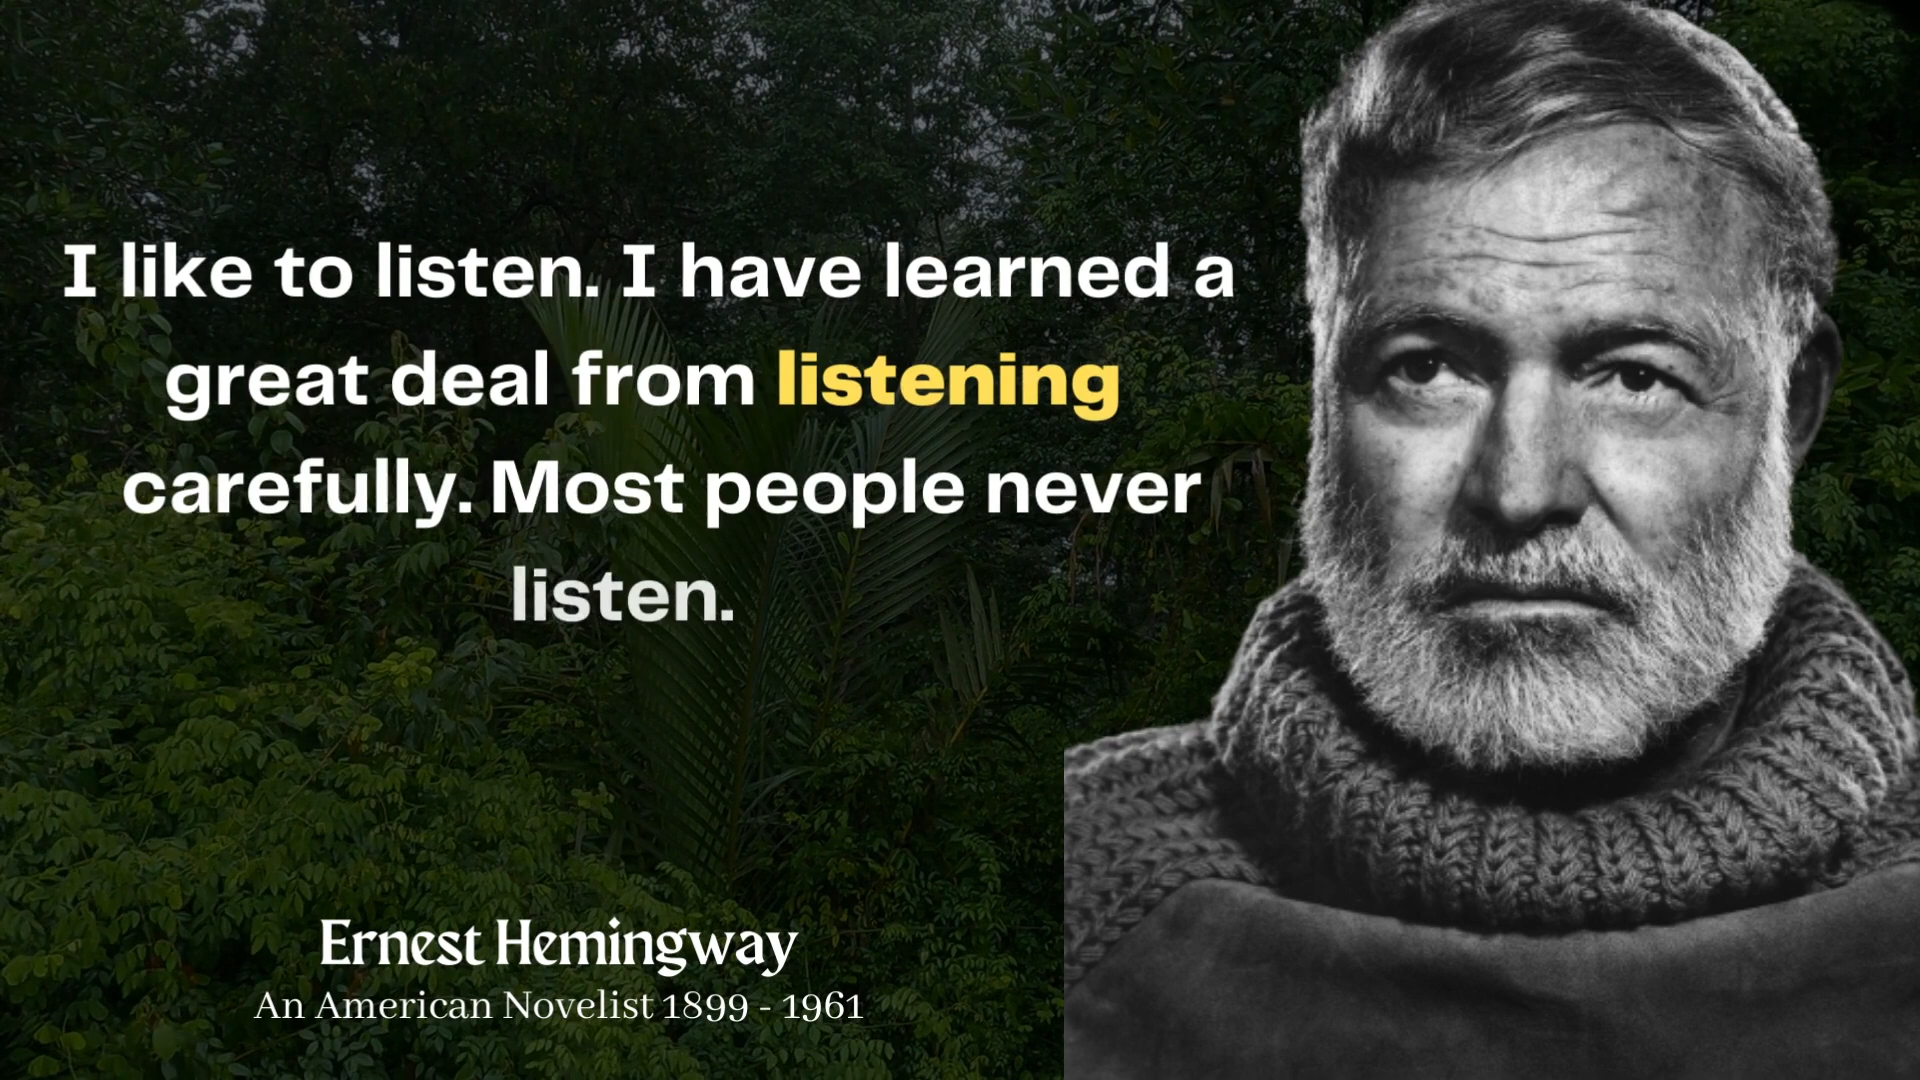 I like to listen. I have learned a
great deal from listening
carefully. Most people never
listen.
Ernest Hemingway
An American Novelist 1899 - 1961